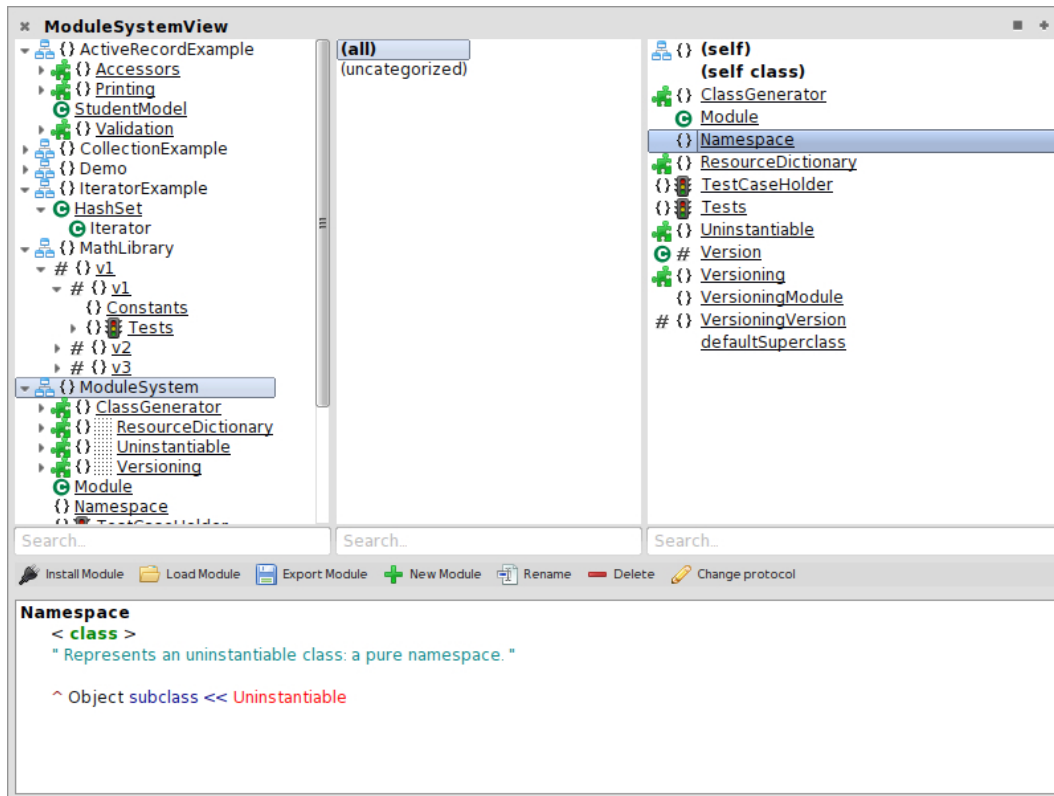 ModuleSystemView
{} ActiveRecordExample
{} Accessors
{} Printing
C StudentModel
{} Validation
{} CollectionExample
{} Demo
{} IteratorExample
C HashSet
C Iterator
{} MathLibrary
# {} v1
# {} v1
{} Constants
{} Tests
# {} v2
# {} v3
{} ModuleSystem
{} ClassGenerator
{} ResourceDictionary
{} Uninstantiable
{} Versioning
C Module
{} Namespace
{} TestCaseHolder
(all)
(uncategorized)
{} (self)
(self class)
{} ClassGenerator
C Module
{} Namespace
{} ResourceDictionary
{} TestCaseHolder
{} Tests
{} Uninstantiable
C # Version
{} Versioning
{} VersioningModule
# {} VersioningVersion
defaultSuperclass
Search... Search... Search...
Install Module Load Module Export Module New Module Rename Delete Change protocol
Namespace
< class >
" Represents an uninstantiable class: a pure namespace. "
^ Object subclass << Uninstantiable